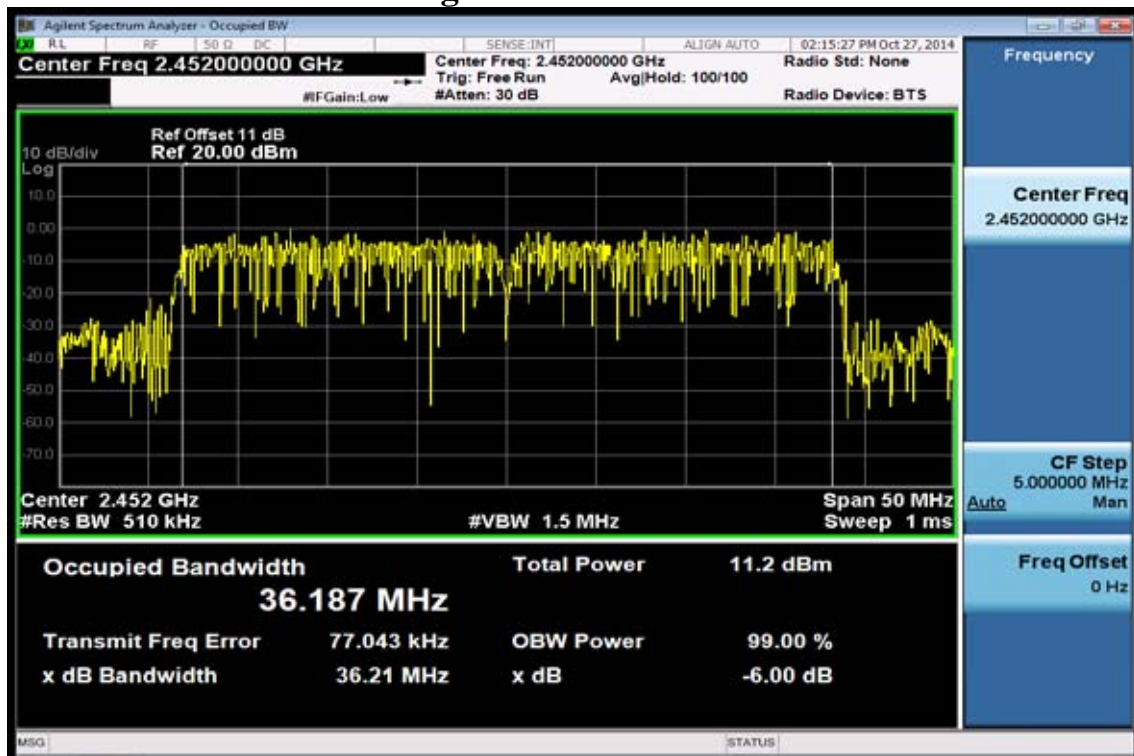 Agilent Spectrum Analyzer - Occupied BW
LXI RL RF 50 Ω DC SENSE:INT ALIGN AUTO 02:15:27 PM Oct 27, 2014
Center Freq 2.452000000 GHz
Center Freq: 2.452000000 GHz Radio Std: None
Trig: Free Run Avg|Hold: 100/100
#IFGain:Low #Atten: 30 dB Radio Device: BTS
Frequency
Ref Offset 11 dB
10 dB/div Ref 20.00 dBm
Log
10.0
0.00
-10.0
-20.0
-30.0
-40.0
-50.0
-60.0
-70.0
Center 2.452 GHz Span 50 MHz
#Res BW 510 kHz #VBW 1.5 MHz Sweep 1 ms
Occupied Bandwidth Total Power 11.2 dBm
36.187 MHz
Transmit Freq Error 77.043 kHz OBW Power 99.00 %
x dB Bandwidth 36.21 MHz x dB -6.00 dB
Center Freq
2.452000000 GHz
CF Step
5.000000 MHz
Auto Man
Freq Offset
0 Hz
MSG STATUS